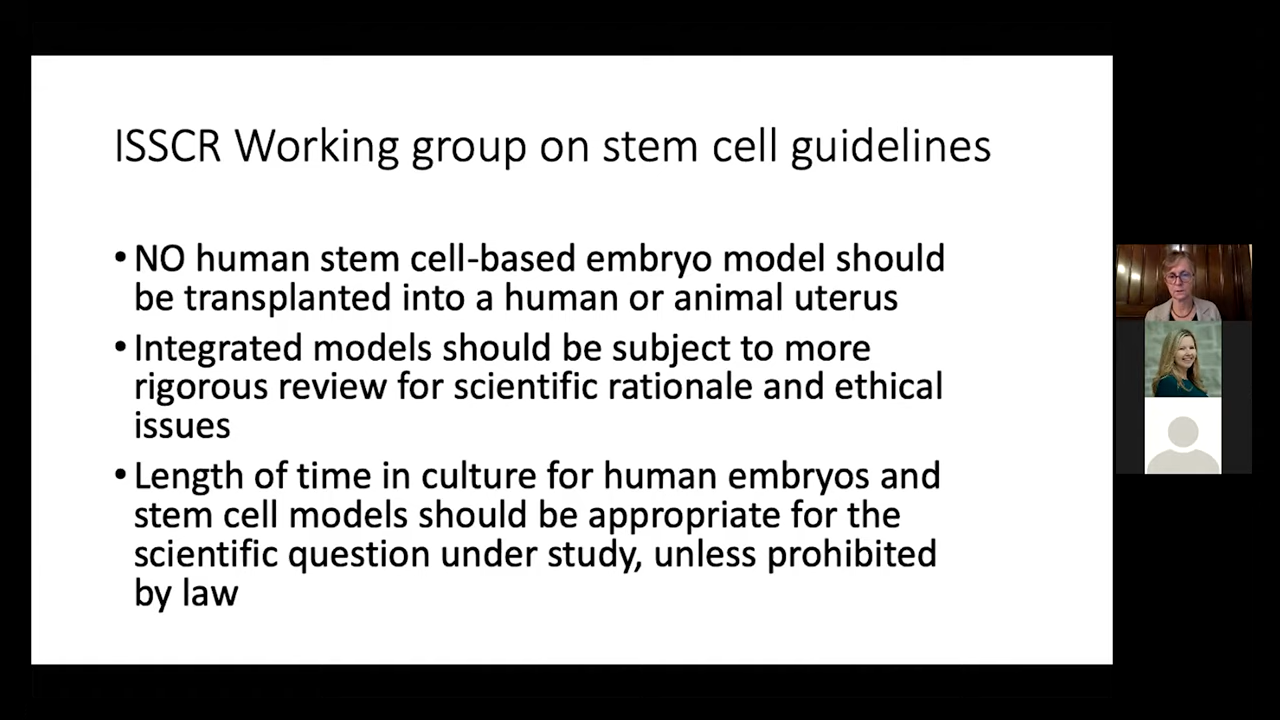 ISSCR Working group on stem cell guidelines
• NO human stem cell-based embryo model should
be transplanted into a human or animal uterus
• Integrated models should be subject to more
rigorous review for scientific rationale and ethical
issues
• Length of time in culture for human embryos and
stem cell models should be appropriate for the
scientific question under study, unless prohibited
by law